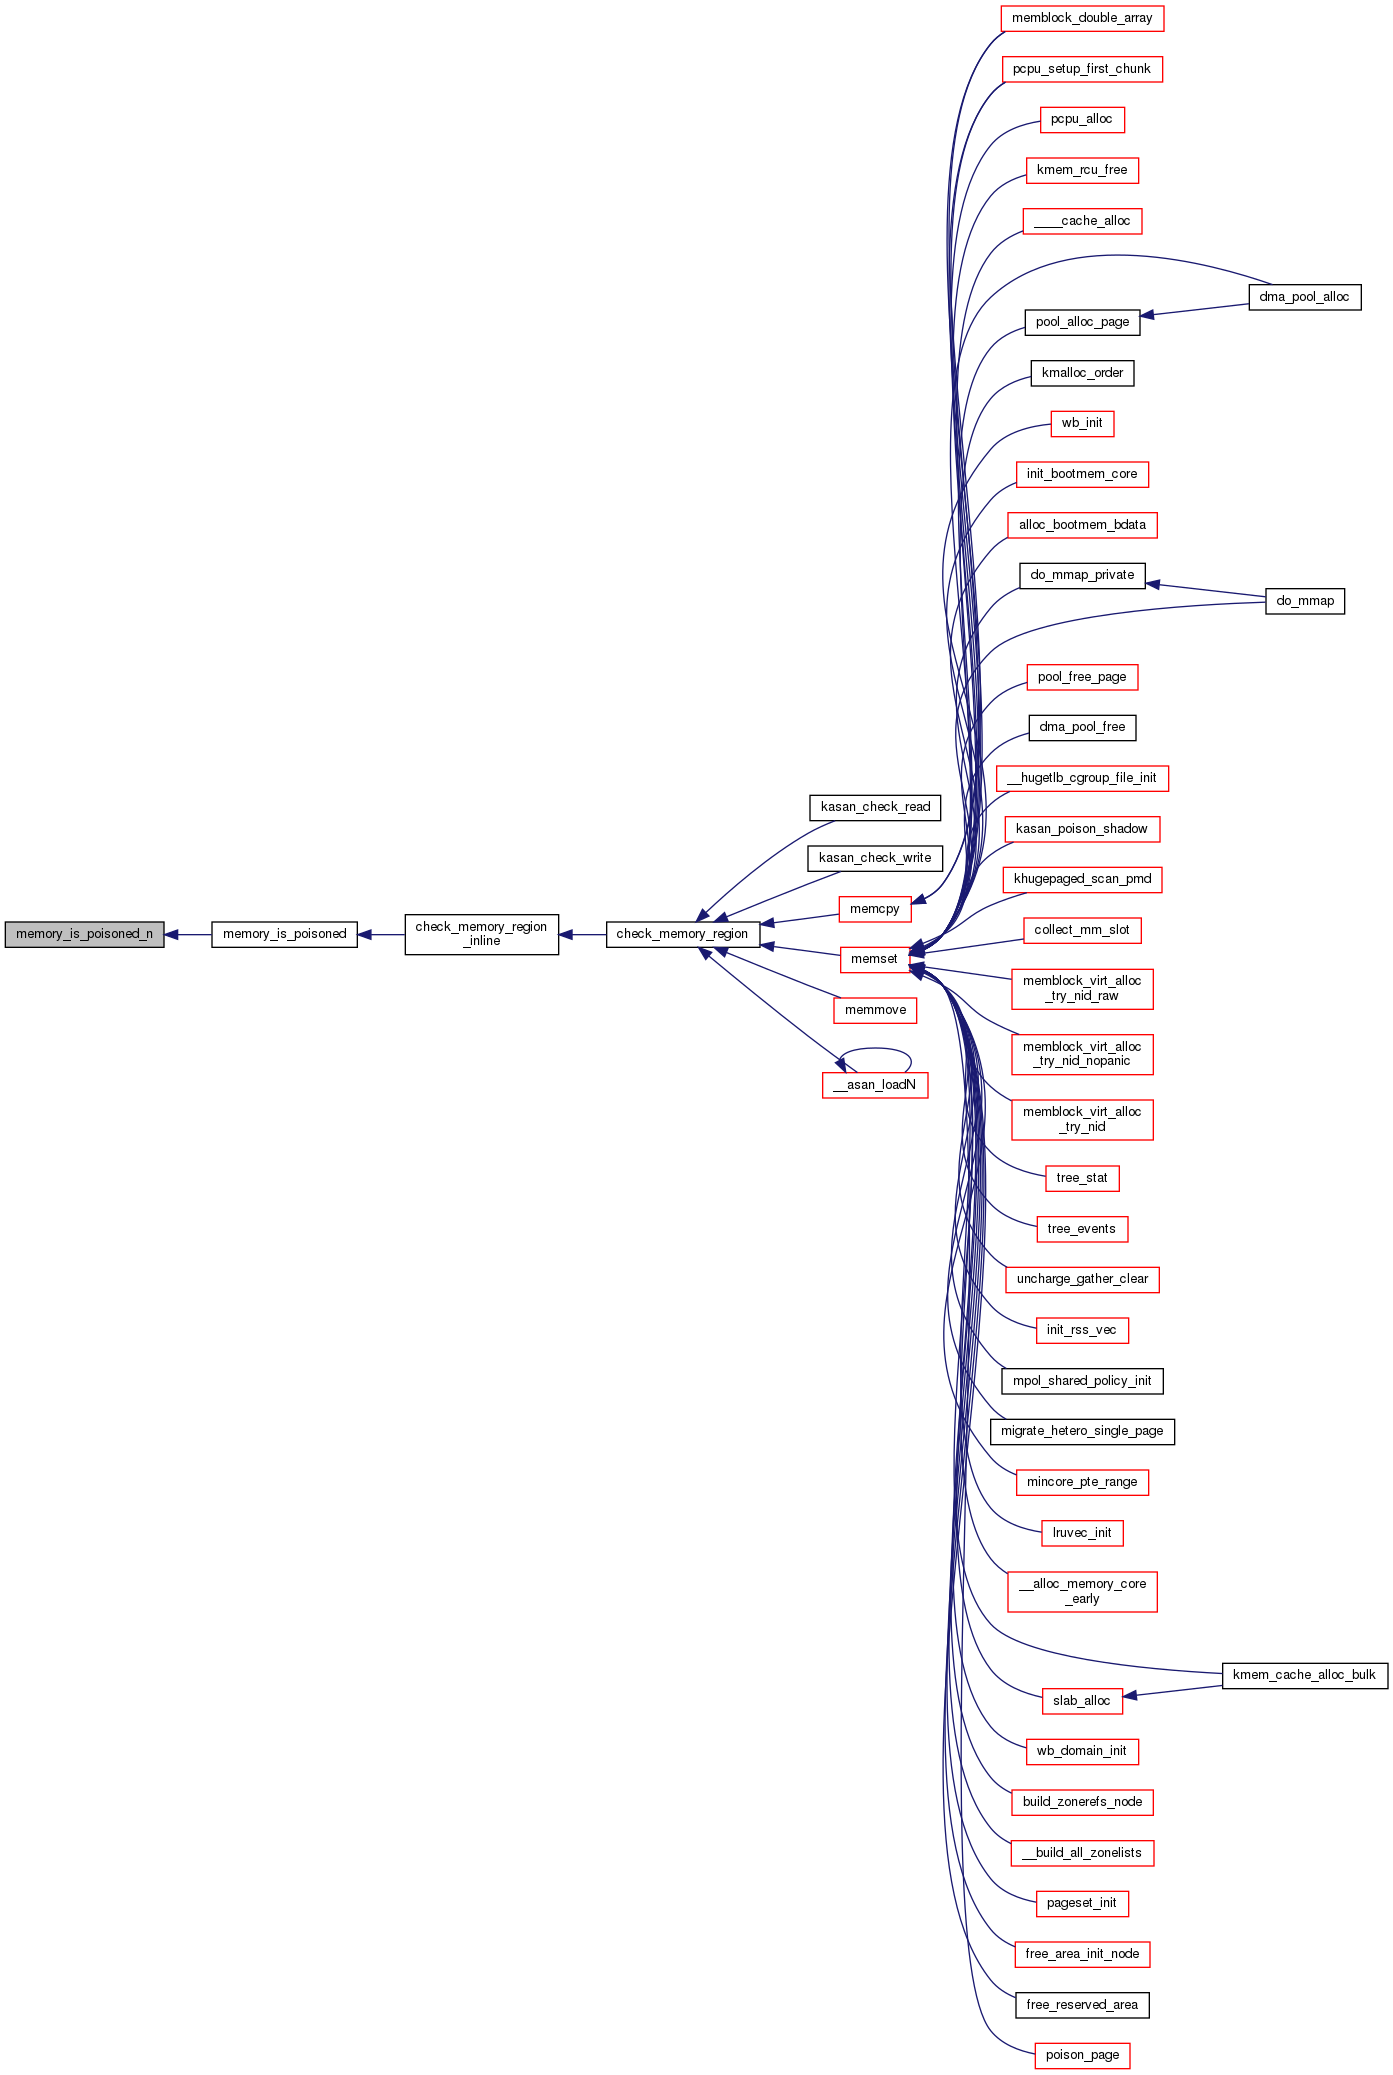 memblock_double_array
pcpu_setup_first_chunk
pcpu_alloc
kmem_rcu_free
____cache_alloc
dma_pool_alloc
pool_alloc_page
kmalloc_order
wb_init
init_bootmem_core
alloc_bootmem_bdata
do_mmap_private
do_mmap
pool_free_page
dma_pool_free
__hugetlb_cgroup_file_init
kasan_check_read
kasan_poison_shadow
kasan_check_write
khugepaged_scan_pmd
memcpy
memory_is_poisoned_n
memory_is_poisoned
check_memory_region
_inline
check_memory_region
collect_mm_slot
memset
memblock_virt_alloc
_try_nid_raw
memmove
memblock_virt_alloc
_try_nid_nopanic
__asan_loadN
memblock_virt_alloc
_try_nid
tree_stat
tree_events
uncharge_gather_clear
init_rss_vec
mpol_shared_policy_init
migrate_hetero_single_page
mincore_pte_range
lruvec_init
__alloc_memory_core
_early
kmem_cache_alloc_bulk
slab_alloc
wb_domain_init
build_zonerefs_node
__build_all_zonelists
pageset_init
free_area_init_node
free_reserved_area
poison_page